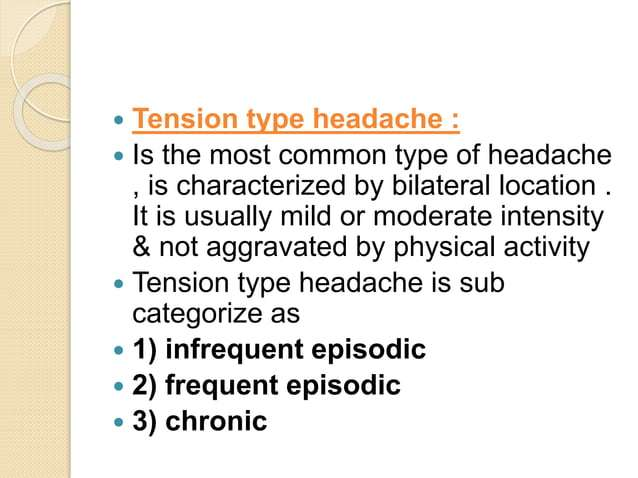 Tension type headache :
Is the most common type of headache
, is characterized by bilateral location .
It is usually mild or moderate intensity
& not aggravated by physical activity
Tension type headache is sub
categorize as
1) infrequent episodic
2) frequent episodic
3) chronic